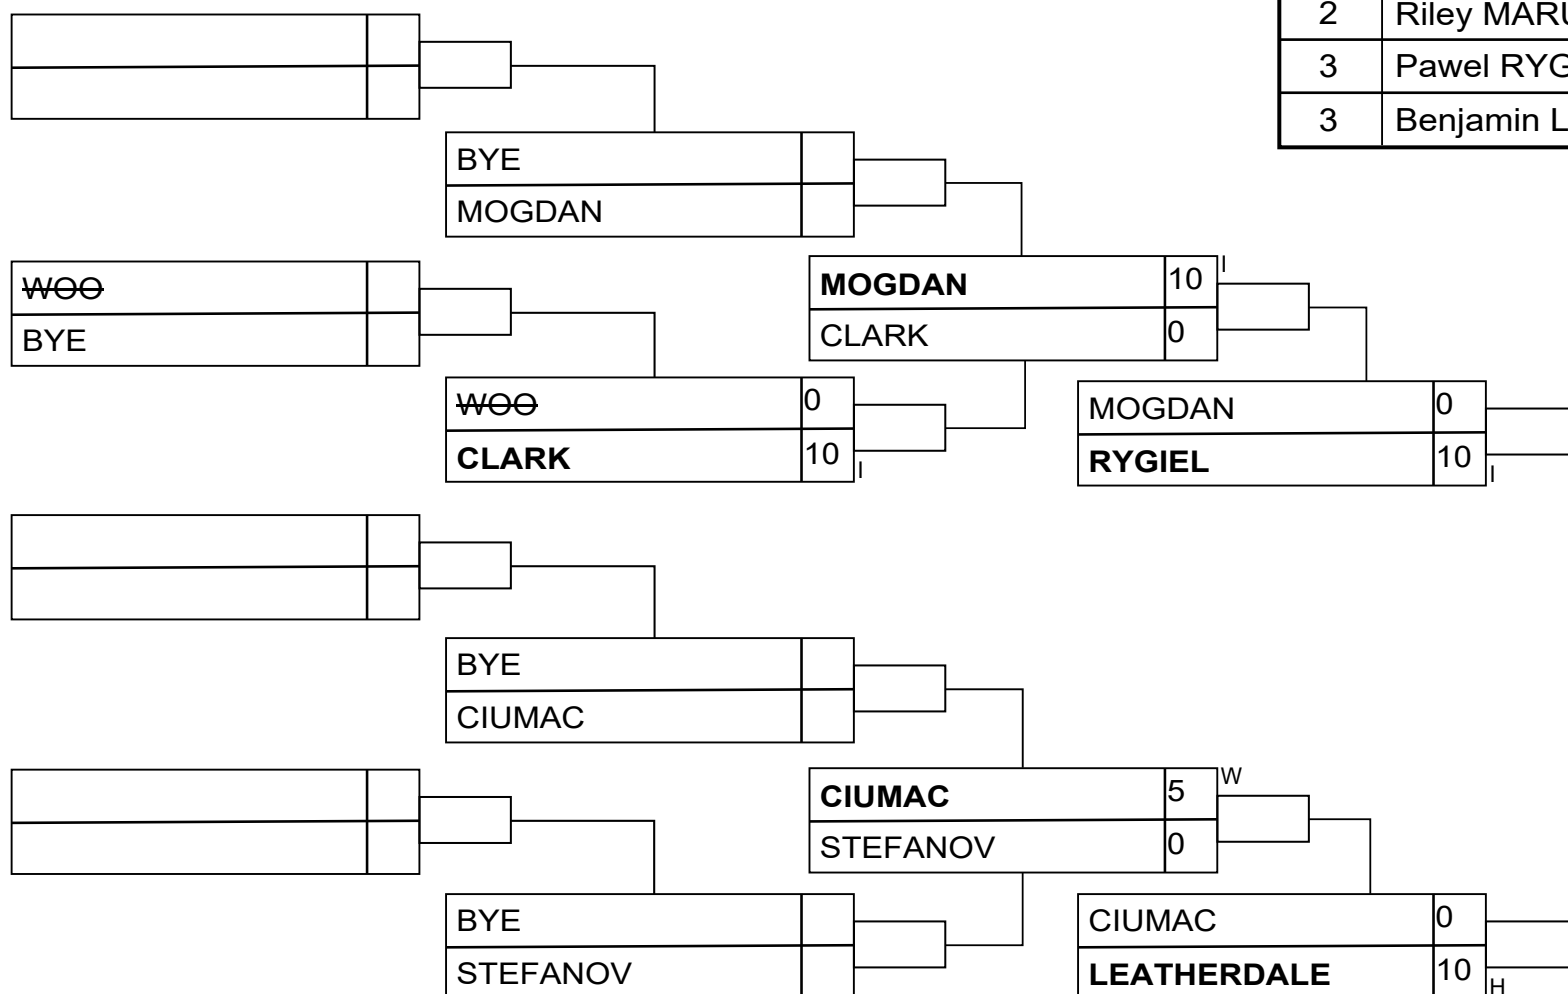 2 Riley MARU
3 Pawel RYG
3 Benjamin L
BYE
MOGDAN
WOO
BYE
MOGDAN 10 I
CLARK 0
WOO 0
CLARK 10 I
MOGDAN 0
RYGIEL 10 I
BYE
CIUMAC
CIUMAC 5 W
STEFANOV 0
BYE
STEFANOV
CIUMAC 0
LEATHERDALE 10 H